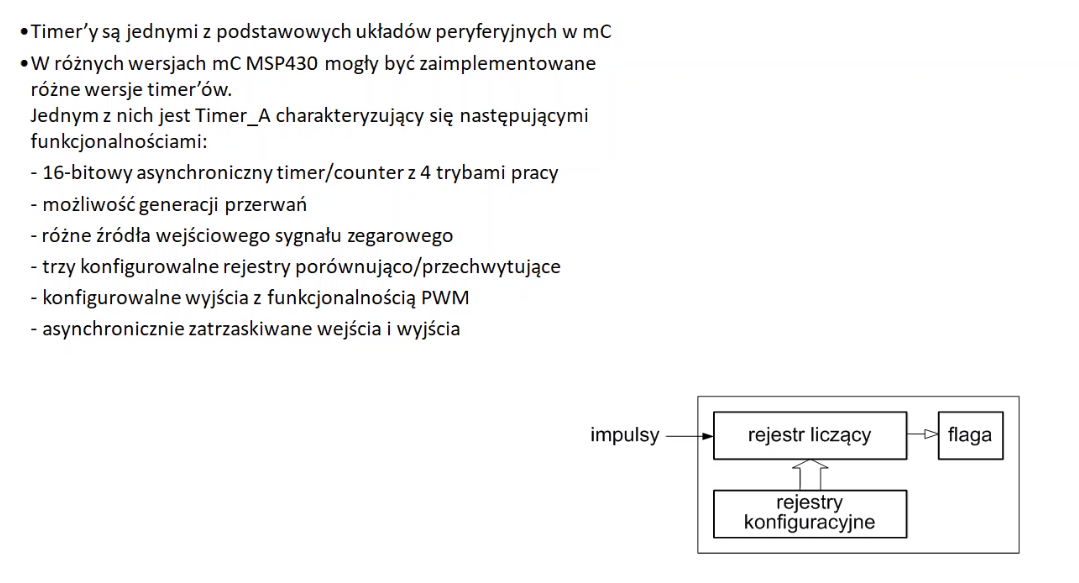 •Timer’y są jednymi z podstawowych układów peryferyjnych w mC
•W różnych wersjach mC MSP430 mogły być zaimplementowane
różne wersje timer’ów.
Jednym z nich jest Timer_A charakteryzujący się następującymi
funkcjonalnościami:
- 16-bitowy asynchroniczny timer/counter z 4 trybami pracy
- możliwość generacji przerwań
- różne źródła wejściowego sygnału zegarowego
- trzy konfigurowalne rejestry porównująco/przechwytujące
- konfigurowalne wyjścia z funkcjonalnością PWM
- asynchronicznie zatrzaskiwane wejścia i wyjścia
impulsy
rejestr liczący
flaga
rejestry
konfiguracyjne